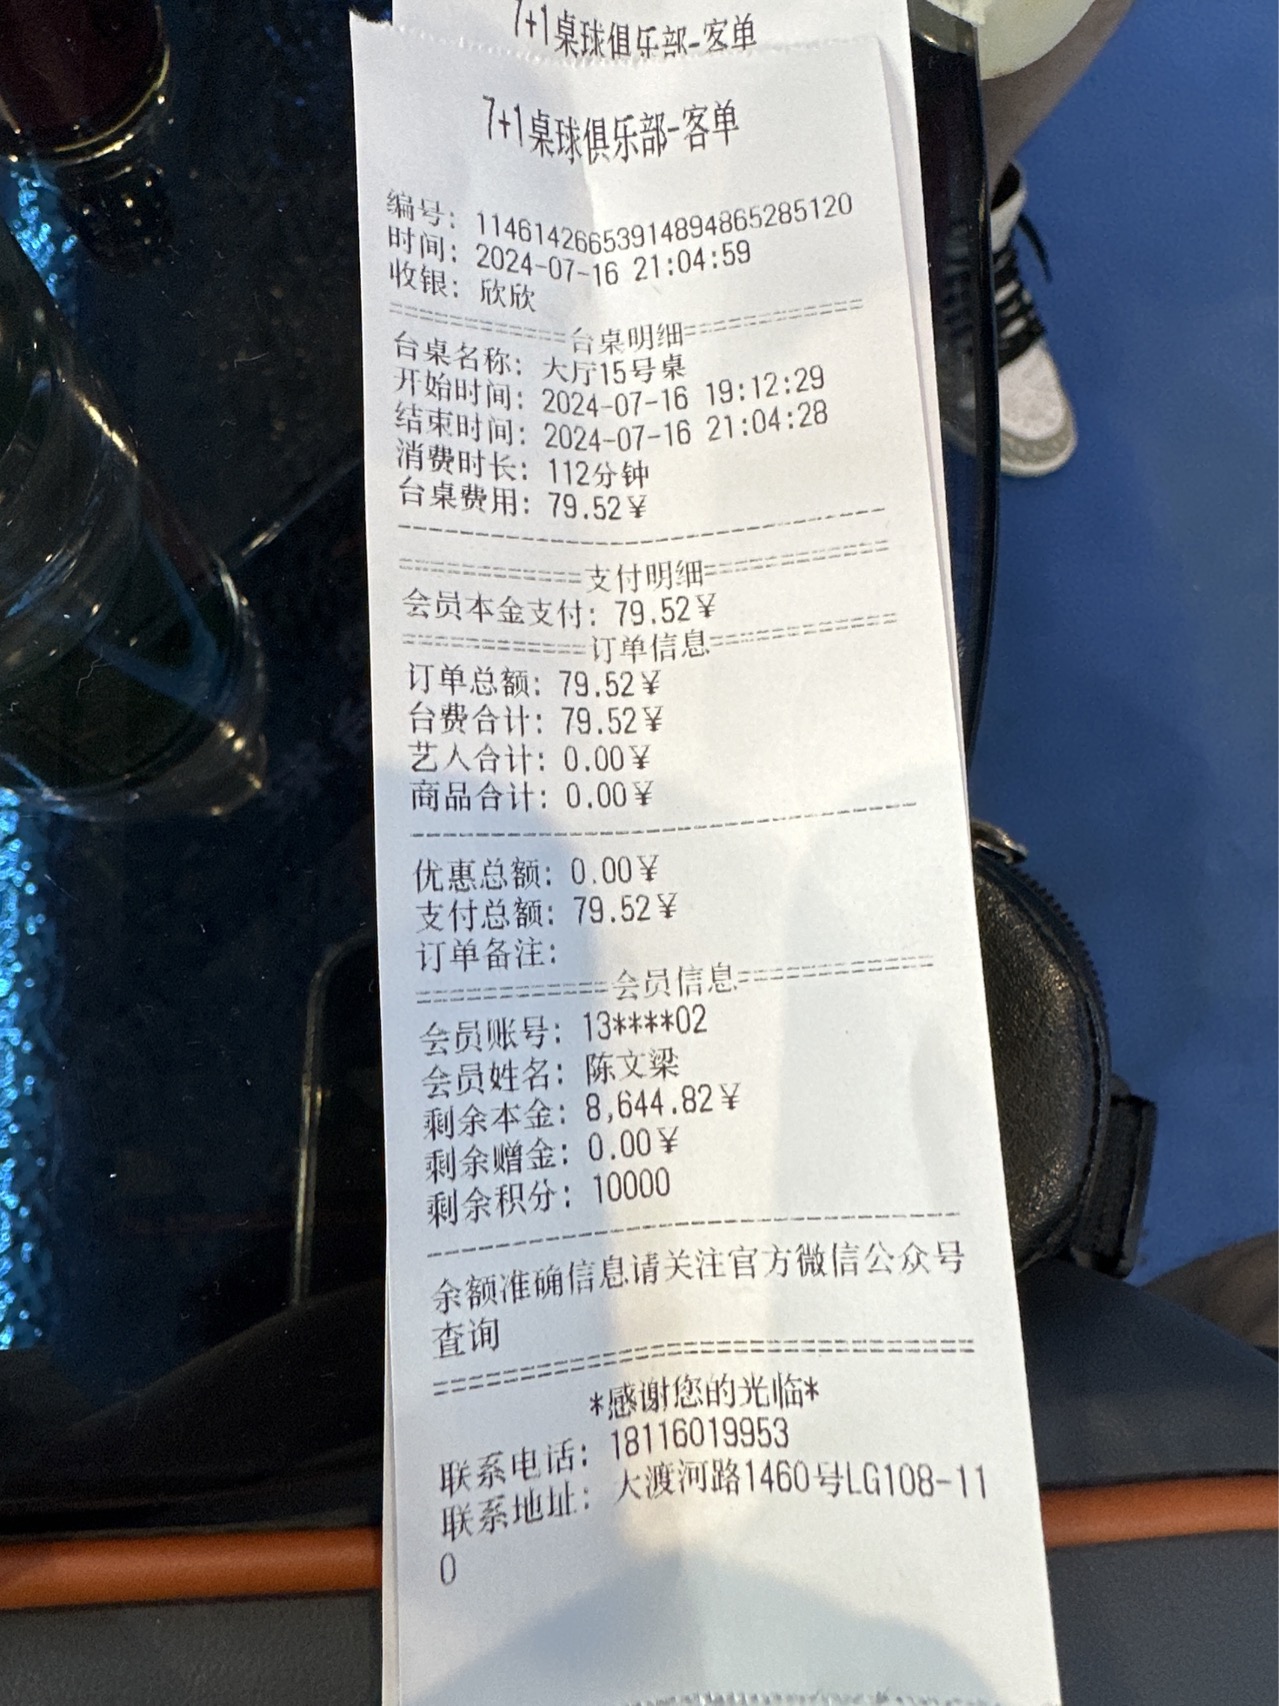 7+1桌球俱乐部-客单
7+1桌球俱乐部-客单
编号: 1146142665391489486528​5120
时间: 2024-07-16 21:04:59
收银: 欣欣
===========台桌明细===========
台桌名称: 大厅15号桌
开始时间: 2024-07-16 19:12:29
结束时间: 2024-07-16 21:04:28
消费时长: 112分钟
台桌费用: 79.52¥
--------------------------------
===========支付明细===========
会员本金支付: 79.52¥
===========订单信息===========
订单总额: 79.52¥
台费合计: 79.52¥
艺人合计: 0.00¥
商品合计: 0.00¥
--------------------------------
优惠总额: 0.00¥
支付总额: 79.52¥
订单备注:
===========会员信息===========
会员账号: 13****02
会员姓名: 陈文梁
剩余本金: 8,644.82¥
剩余赠金: 0.00¥
剩余积分: 10000
--------------------------------
余额准确信息请关注官方微信公众号
查询
================================
*感谢您的光临*
联系电话: 18116019953
联系地址: 大渡河路1460号LG108-11
0